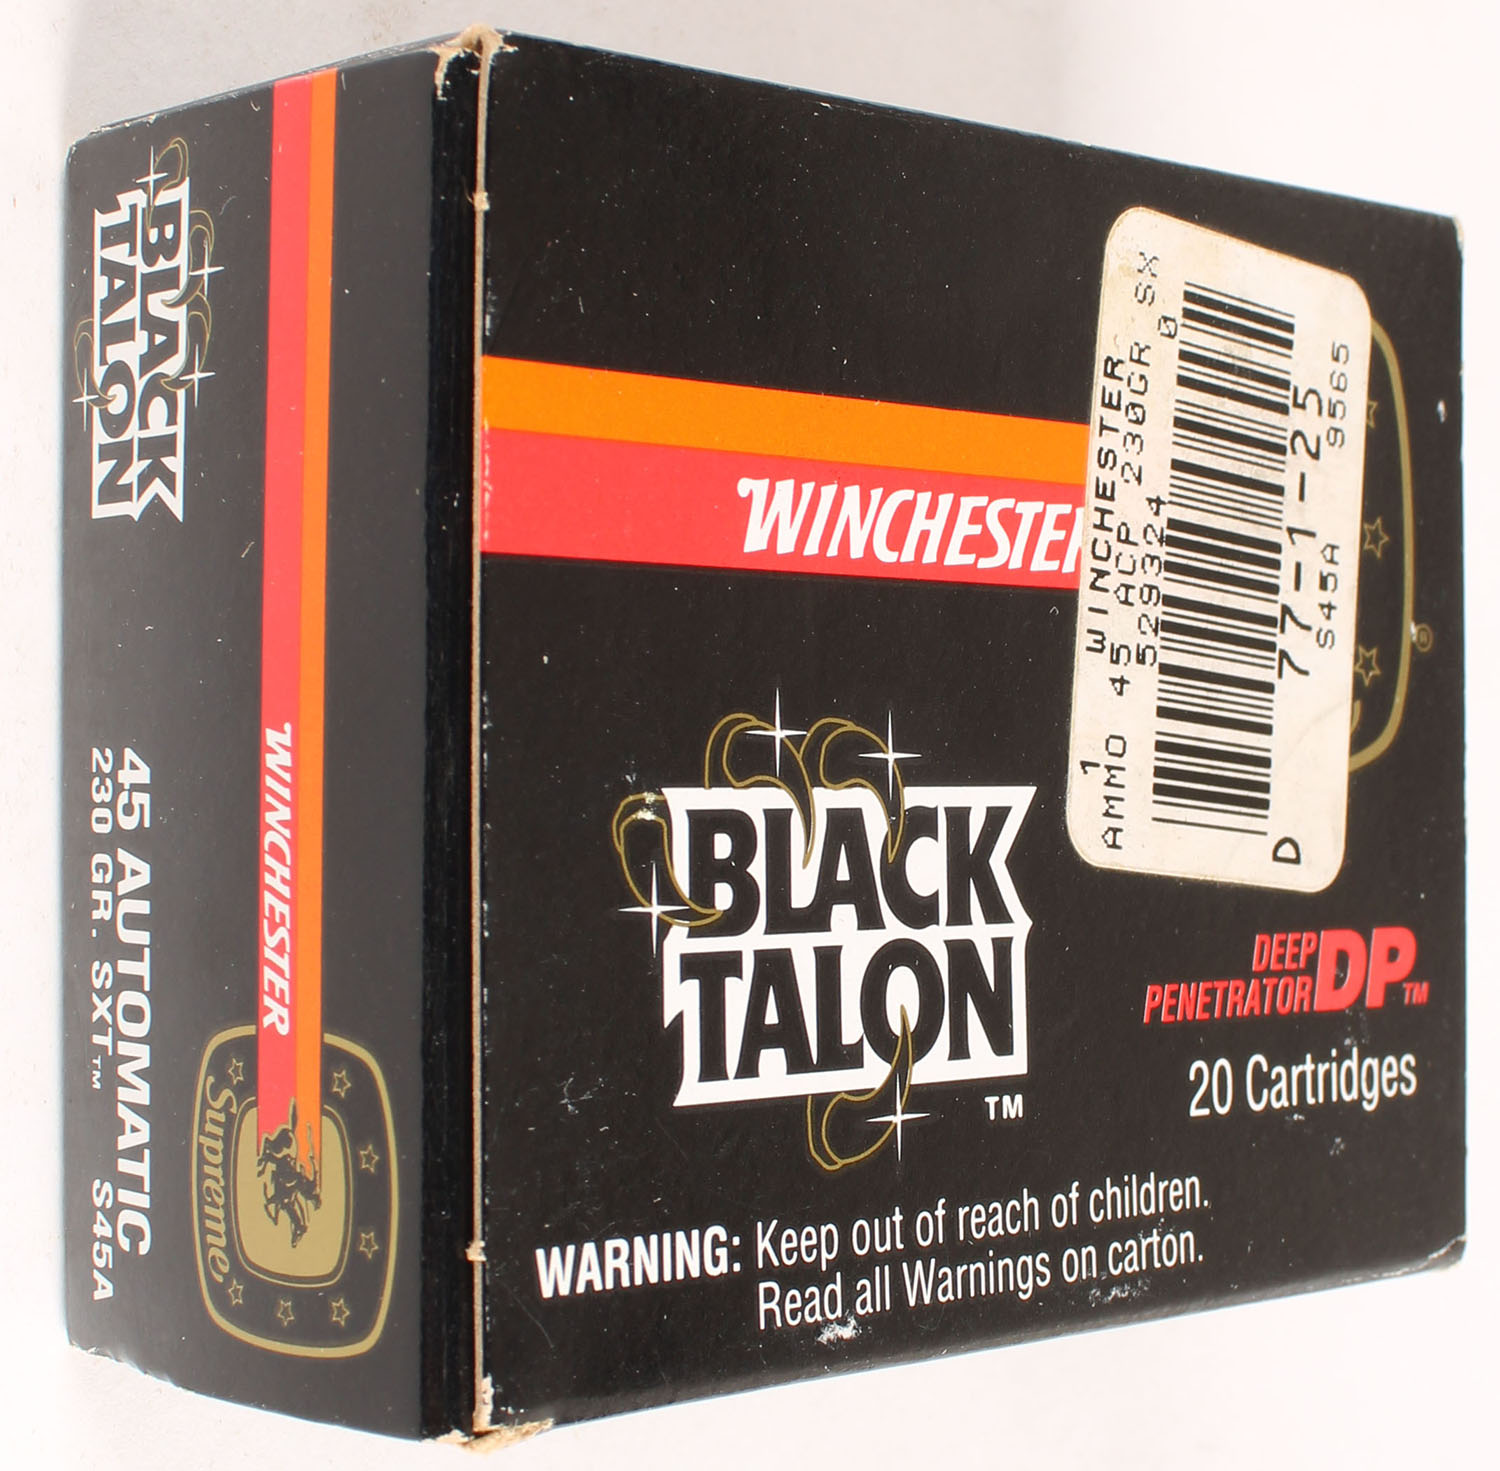 BLACK
TALON
WINCHESTER
Supreme
45 AUTOMATIC
230 GR. SXT™ S45A
WINCHESTER
BLACK
TALON
TM
1 WINCHESTER
AMMO 45 ACP 230GR SX
5293240
77-1-25
D S45A 9565
®
DEEP
PENETRATOR DP™
20 Cartridges
WARNING: Keep out of reach of children.
Read all Warnings on carton.